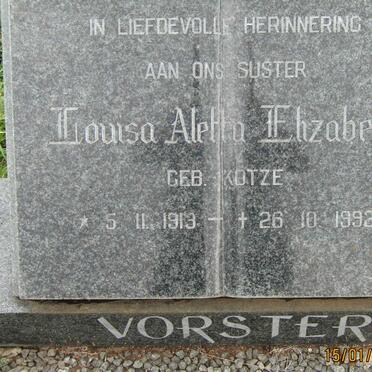 IN LIEFDEVOLLE HERINNERING
AAN ONS SUSTER
Louisa Aletta Elizabe
GEB. KOTZE
* 5. 11. 1913 — † 26. 10. 1992
VORSTER
15/01/